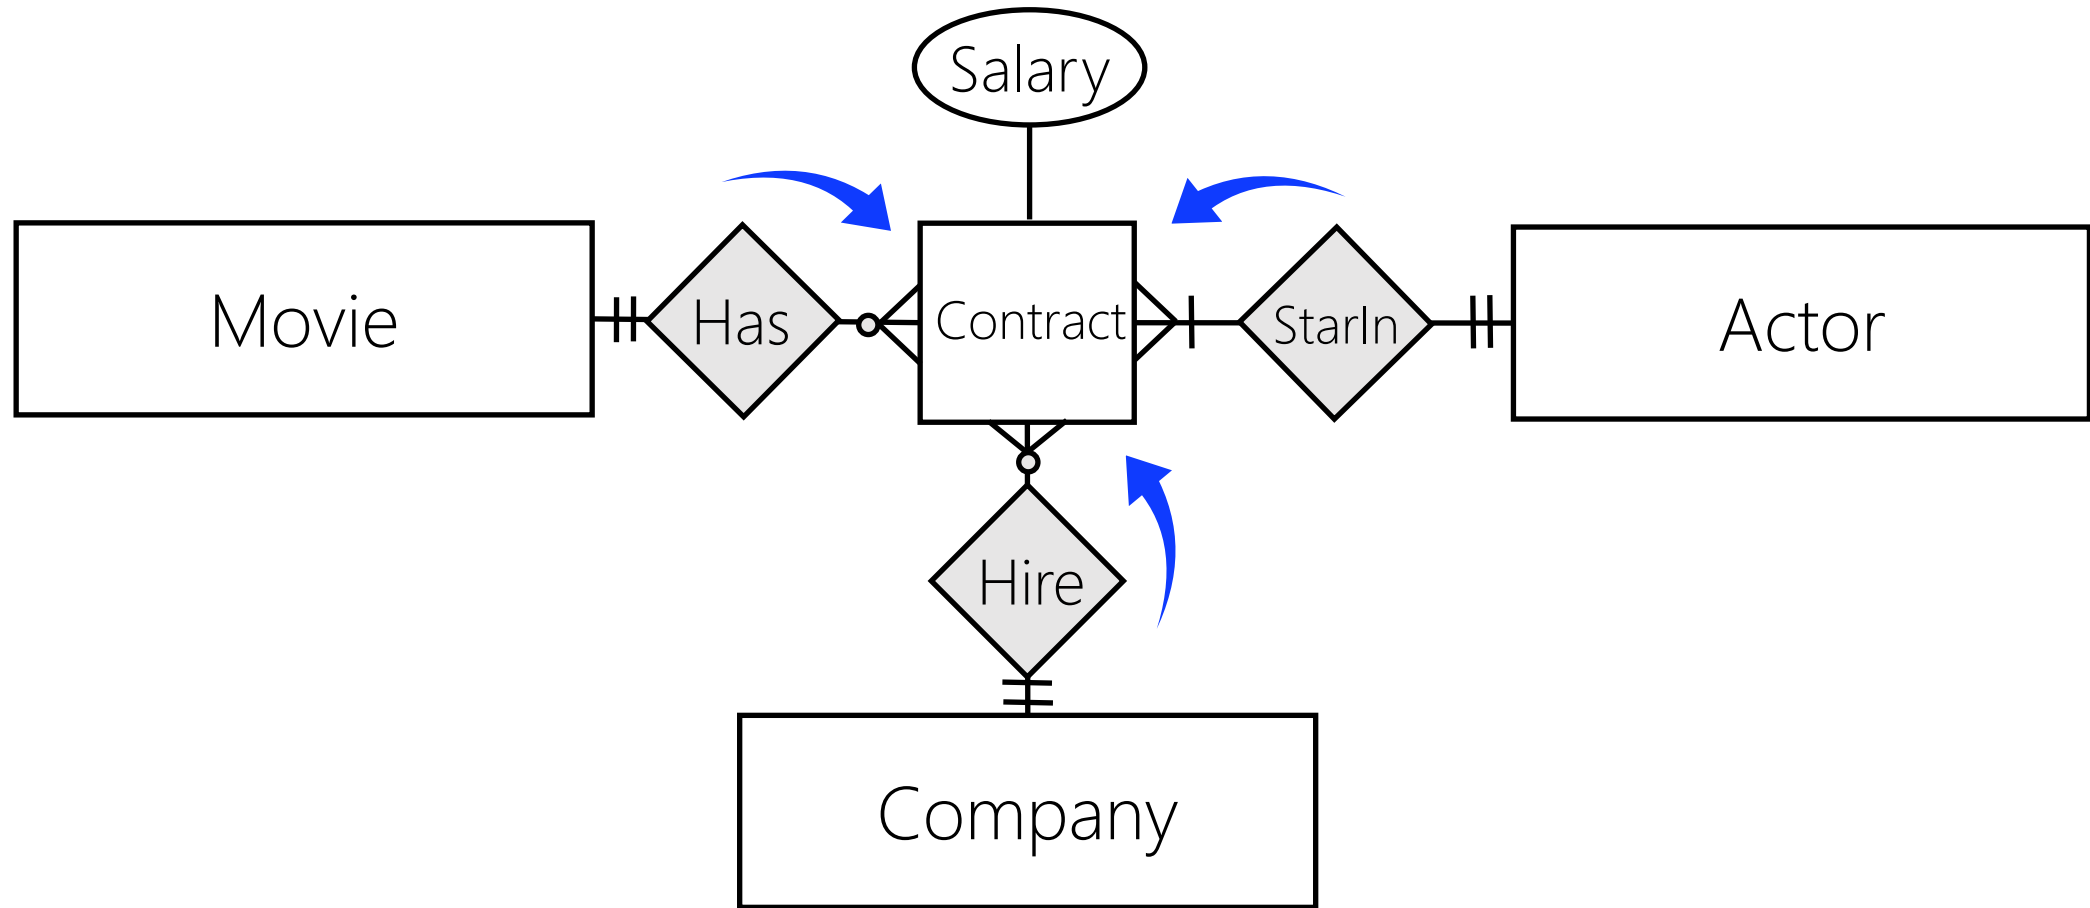 Salary
Movie
Has
Contract
StarIn
Actor
Hire
Company